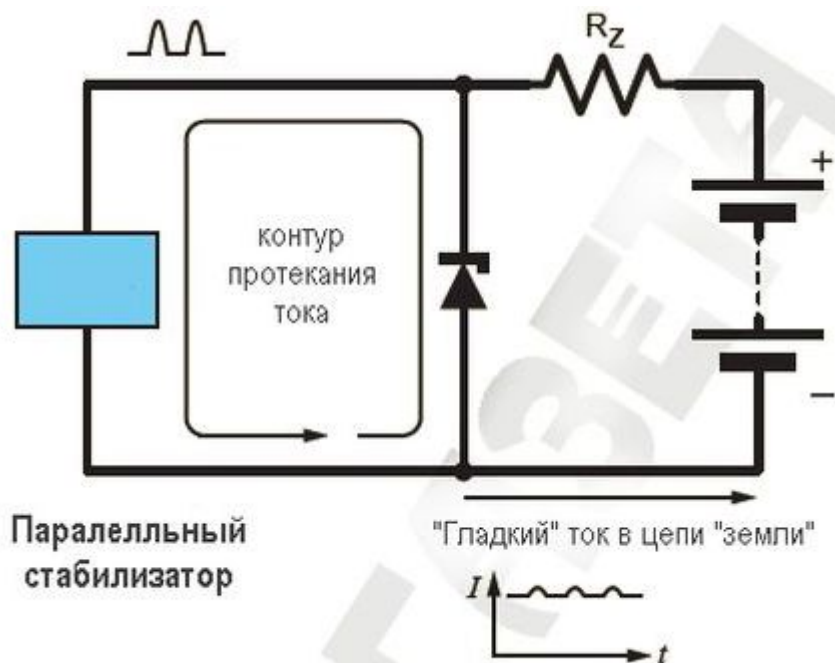 R_Z
контур
протекания
тока
+
−
Паралелльный
стабилизатор
"Гладкий" ток в цепи "земли"
I
t